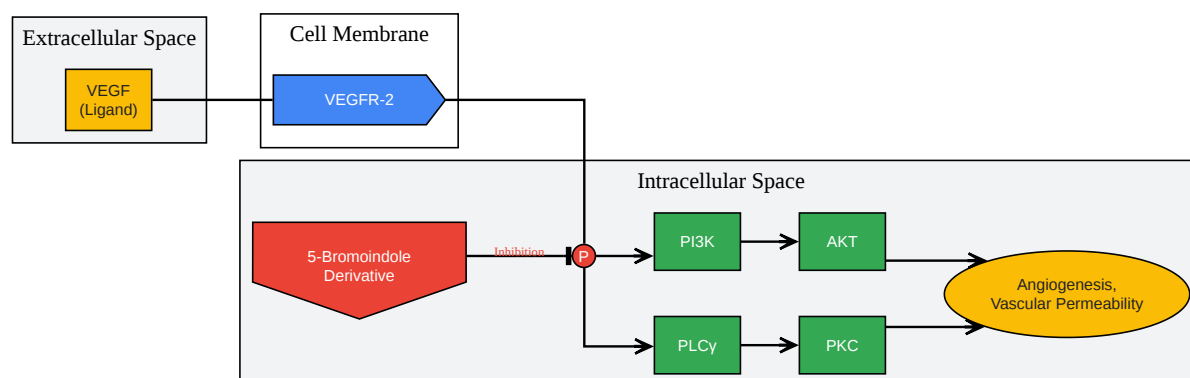 Extracellular Space
VEGF
(Ligand)
Cell Membrane
VEGFR-2
Intracellular Space
5-Bromoindole
Derivative
Inhibition
P
PI3K
AKT
PLCγ
PKC
Angiogenesis,
Vascular Permeability